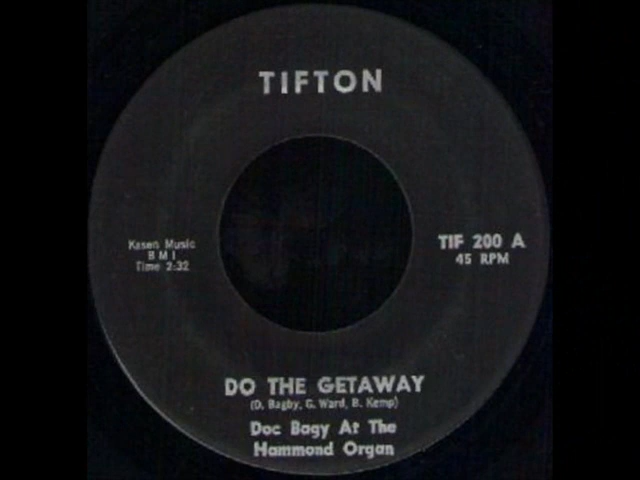 TIFTON
Kasen Music
B M I
Time 2:32
TIF 200 A
45 RPM
DO THE GETAWAY
(D. Bagby, G. Ward, B. Kemp)
Doc Bagy At The
Hammond Organ